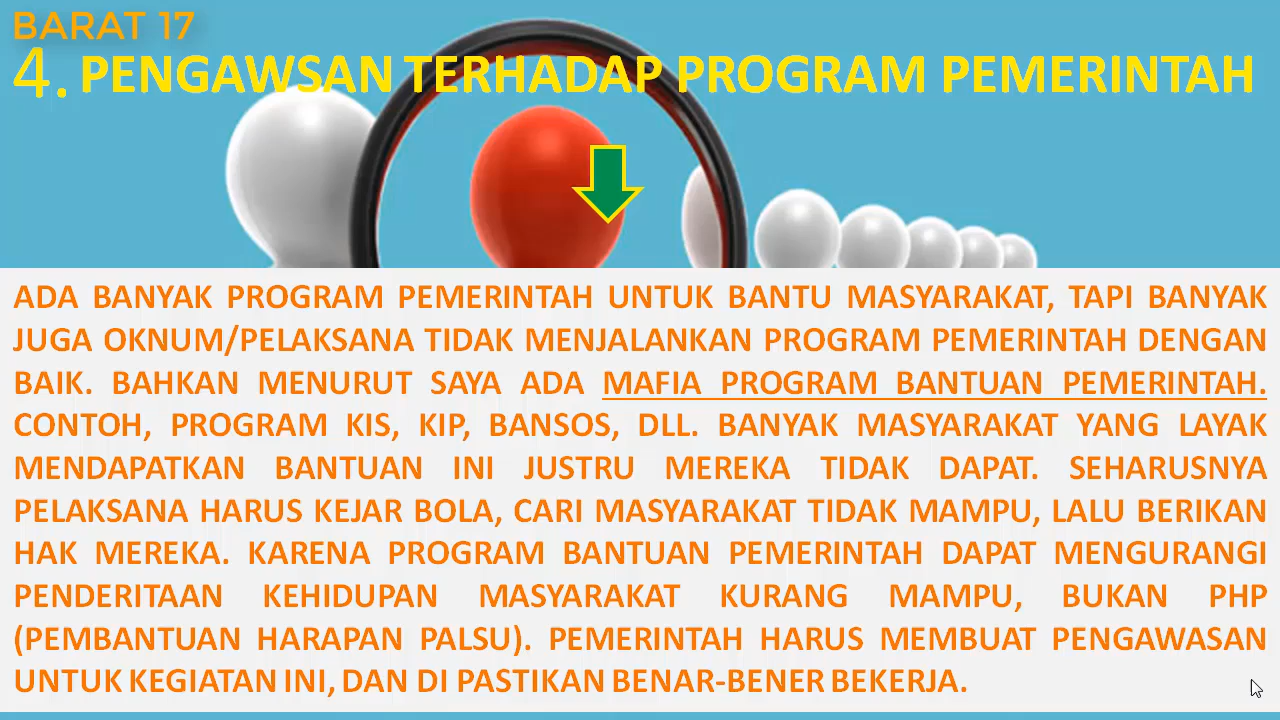 BARAT 17
4. PENGAWSAN TERHADAP PROGRAM PEMERINTAH
ADA BANYAK PROGRAM PEMERINTAH UNTUK BANTU MASYARAKAT, TAPI BANYAK
JUGA OKNUM/PELAKSANA TIDAK MENJALANKAN PROGRAM PEMERINTAH DENGAN
BAIK. BAHKAN MENURUT SAYA ADA MAFIA PROGRAM BANTUAN PEMERINTAH.
CONTOH, PROGRAM KIS, KIP, BANSOS, DLL. BANYAK MASYARAKAT YANG LAYAK
MENDAPATKAN BANTUAN INI JUSTRU MEREKA TIDAK DAPAT. SEHARUSNYA
PELAKSANA HARUS KEJAR BOLA, CARI MASYARAKAT TIDAK MAMPU, LALU BERIKAN
HAK MEREKA. KARENA PROGRAM BANTUAN PEMERINTAH DAPAT MENGURANGI
PENDERITAAN KEHIDUPAN MASYARAKAT KURANG MAMPU, BUKAN PHP
(PEMBANTUAN HARAPAN PALSU). PEMERINTAH HARUS MEMBUAT PENGAWASAN
UNTUK KEGIATAN INI, DAN DI PASTIKAN BENAR-BENER BEKERJA.